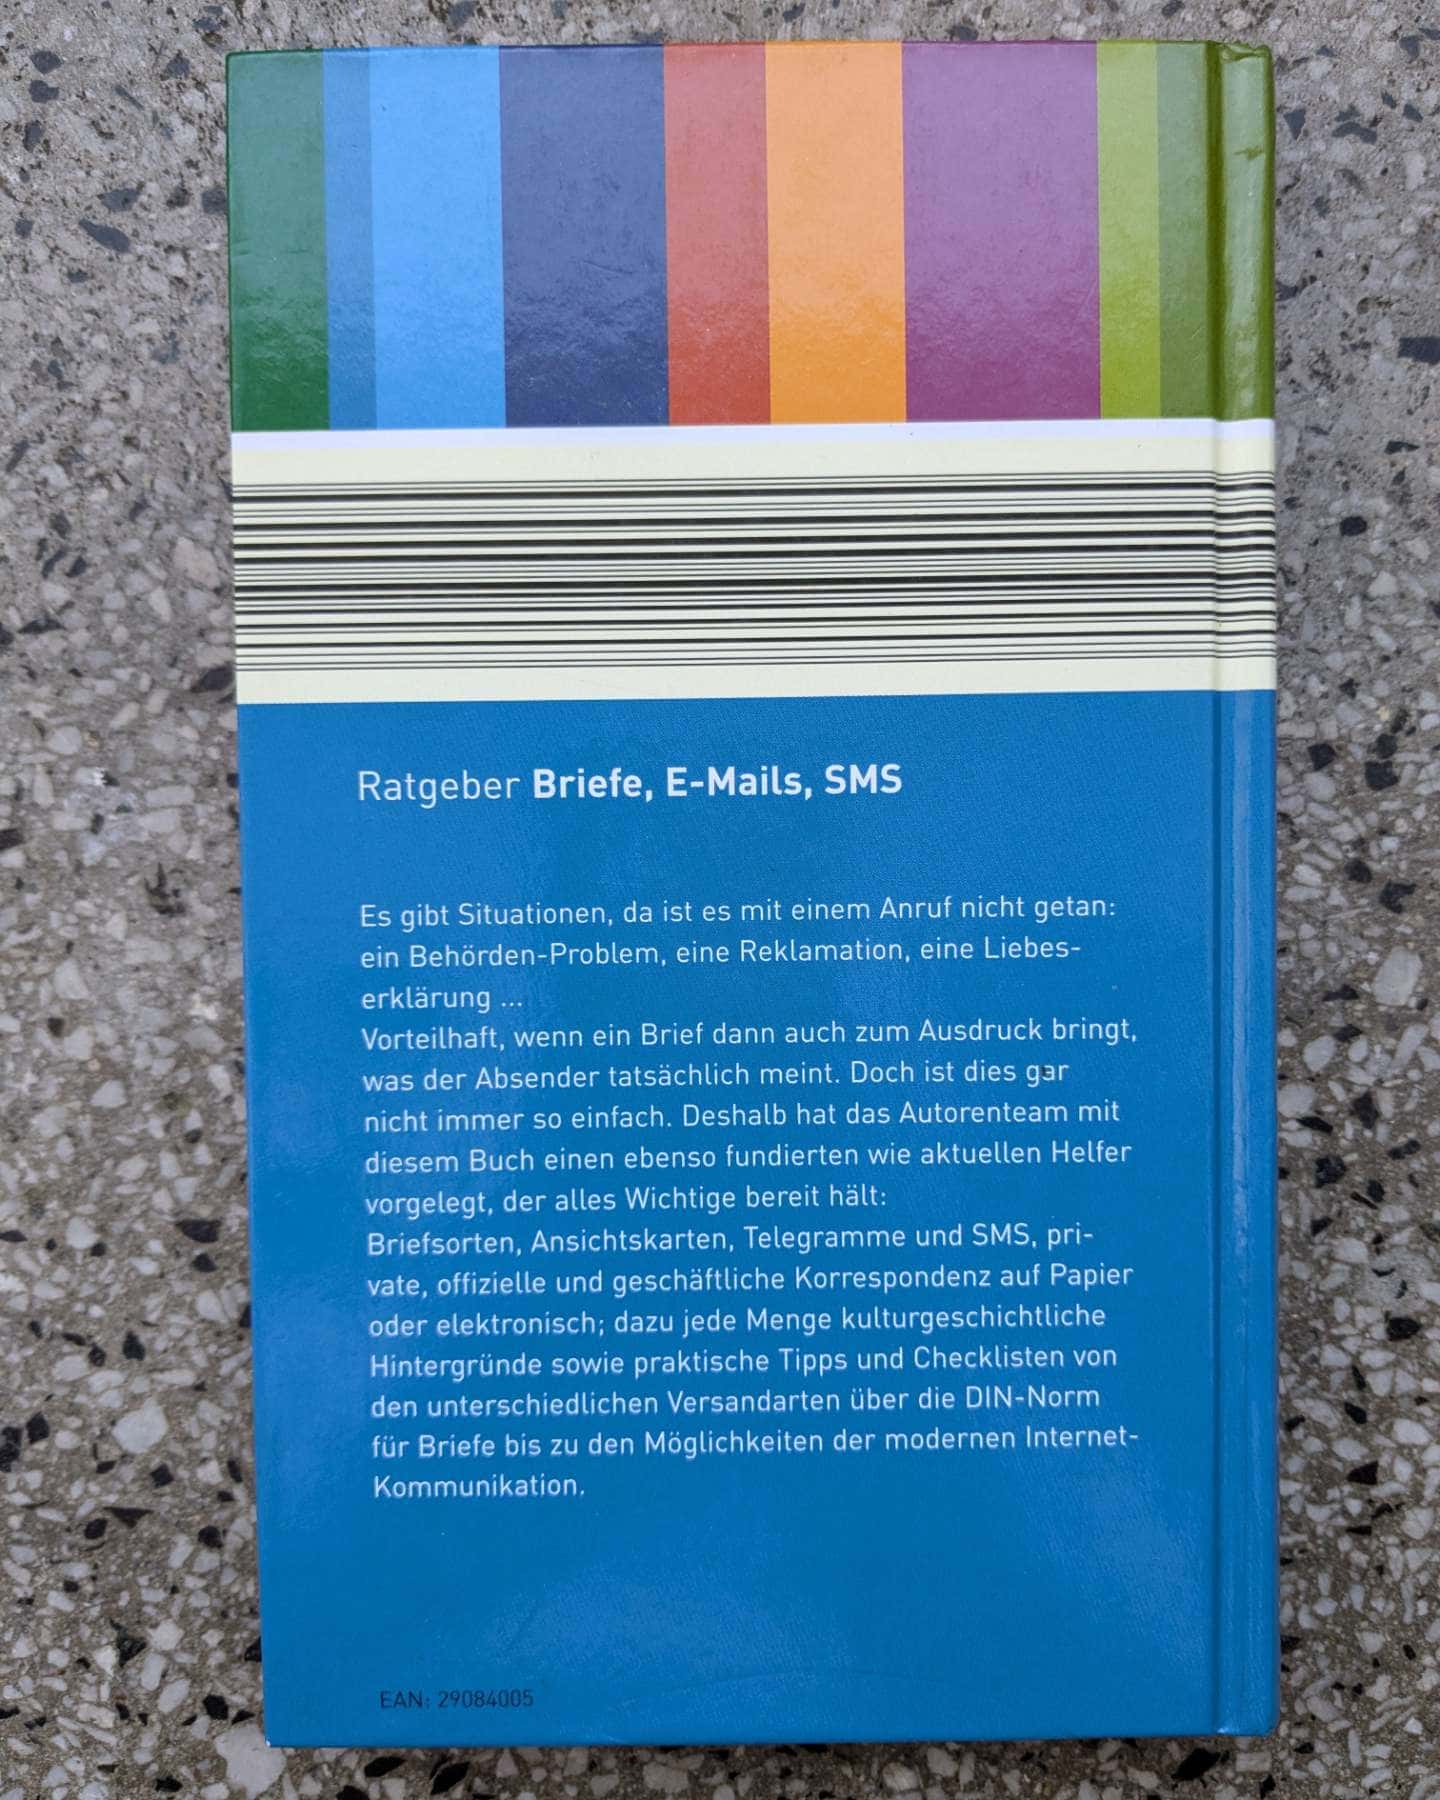 Ratgeber Briefe, E-Mails, SMS
Es gibt Situationen, da ist es mit einem Anruf nicht getan:
ein Behörden-Problem, eine Reklamation, eine Liebes-
erklärung ...
Vorteilhaft, wenn ein Brief dann auch zum Ausdruck bringt,
was der Absender tatsächlich meint. Doch ist dies gar
nicht immer so einfach. Deshalb hat das Autorenteam mit
diesem Buch einen ebenso fundierten wie aktuellen Helfer
vorgelegt, der alles Wichtige bereit hält:
Briefsorten, Ansichtskarten, Telegramme und SMS, pri-
vate, offizielle und geschäftliche Korrespondenz auf Papier
oder elektronisch; dazu jede Menge kulturgeschichtliche
Hintergründe sowie praktische Tipps und Checklisten von
den unterschiedlichen Versandarten über die DIN-Norm
für Briefe bis zu den Möglichkeiten der modernen Internet-
Kommunikation.
EAN: 29084005